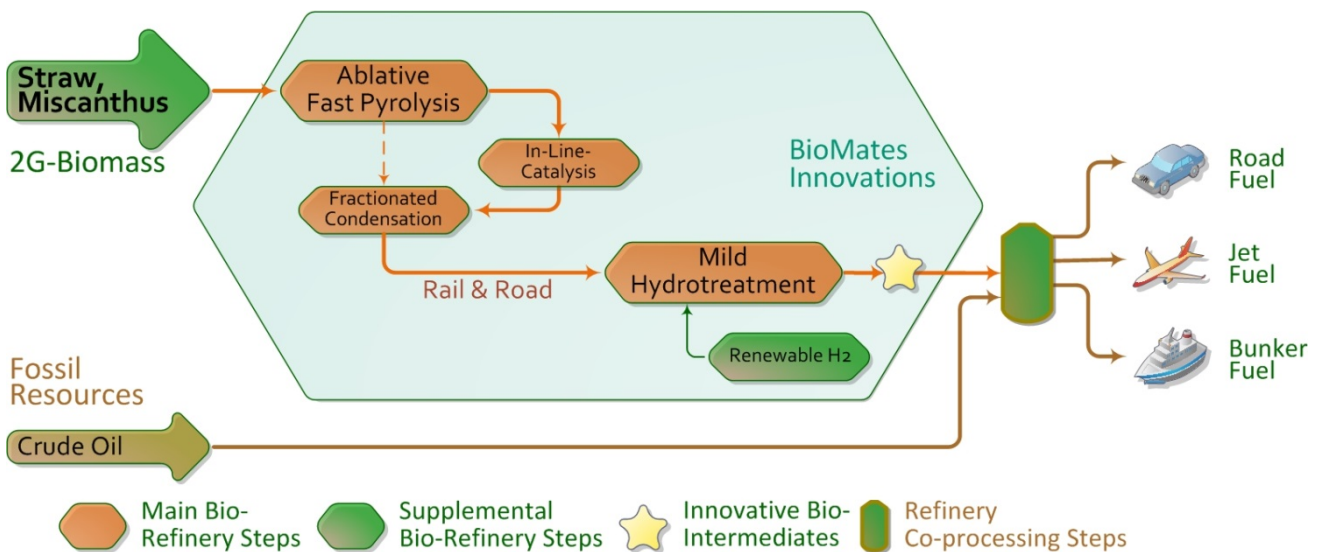 Straw,
Miscanthus
2G-Biomass
Ablative
Fast Pyrolysis
In-Line-
Catalysis
Fractionated
Condensation
BioMates
Innovations
Rail & Road
Mild
Hydrotreatment
Renewable H2
Road
Fuel
Jet
Fuel
Bunker
Fuel
Fossil
Resources
Crude Oil
Main Bio-
Refinery Steps
Supplemental
Bio-Refinery Steps
Innovative Bio-
Intermediates
Refinery
Co-processing Steps